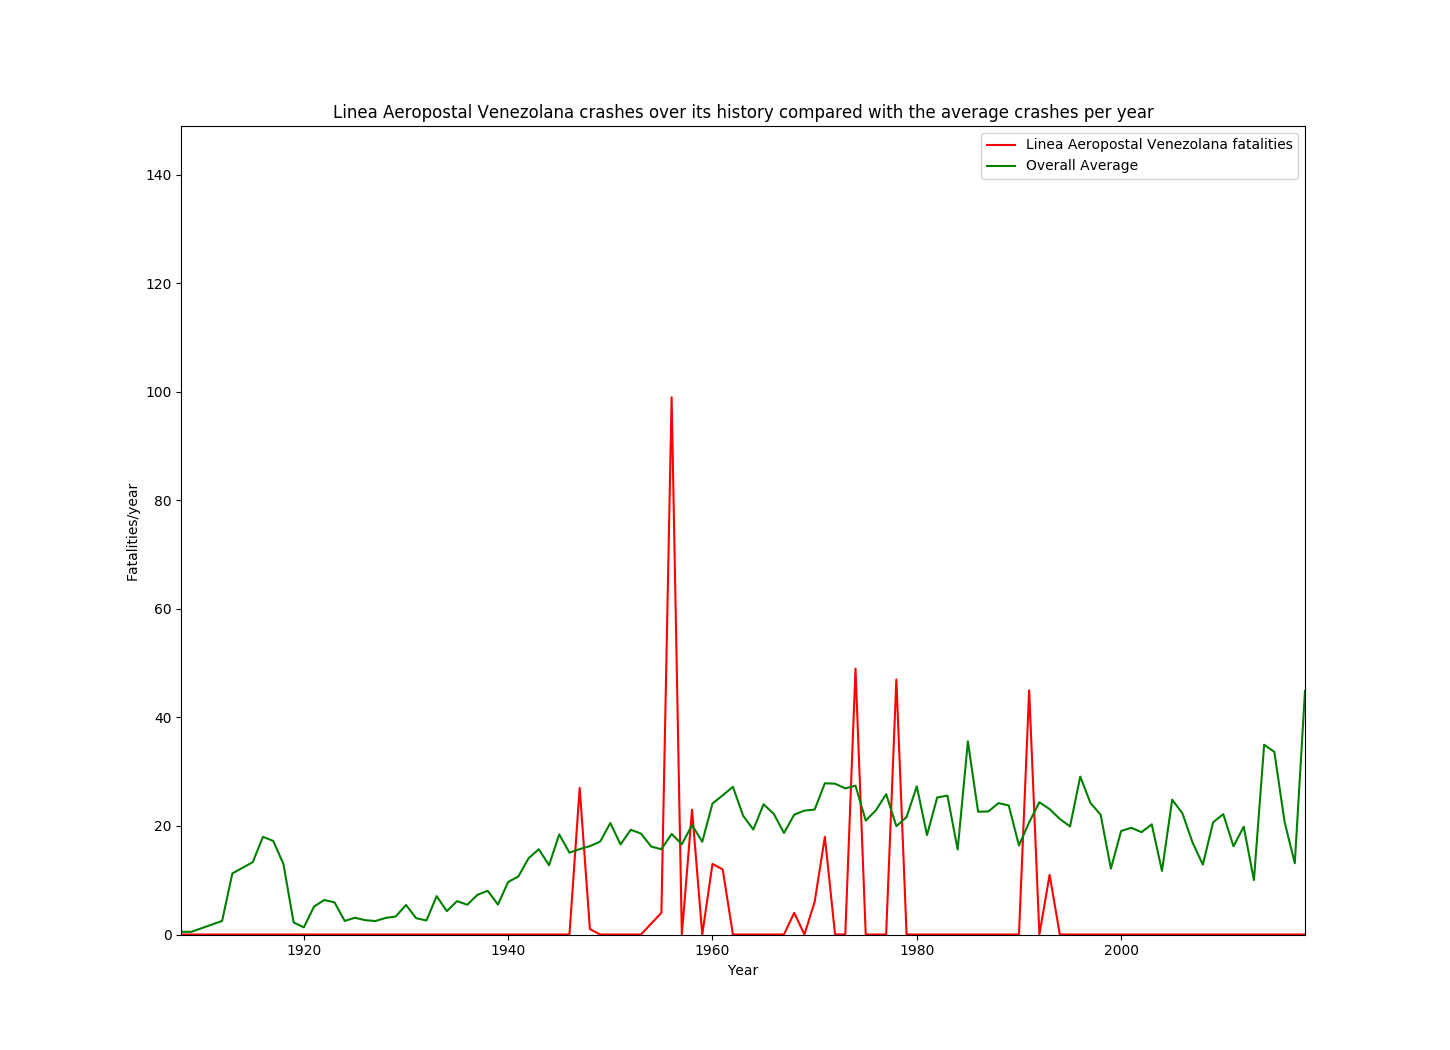 Linea Aeropostal Venezolana crashes over its history compared with the average crashes per year
Linea Aeropostal Venezolana fatalities
Overall Average
140
120
100
80
60
40
20
0
Fatalities/year
1920 1940 1960 1980 2000
Year